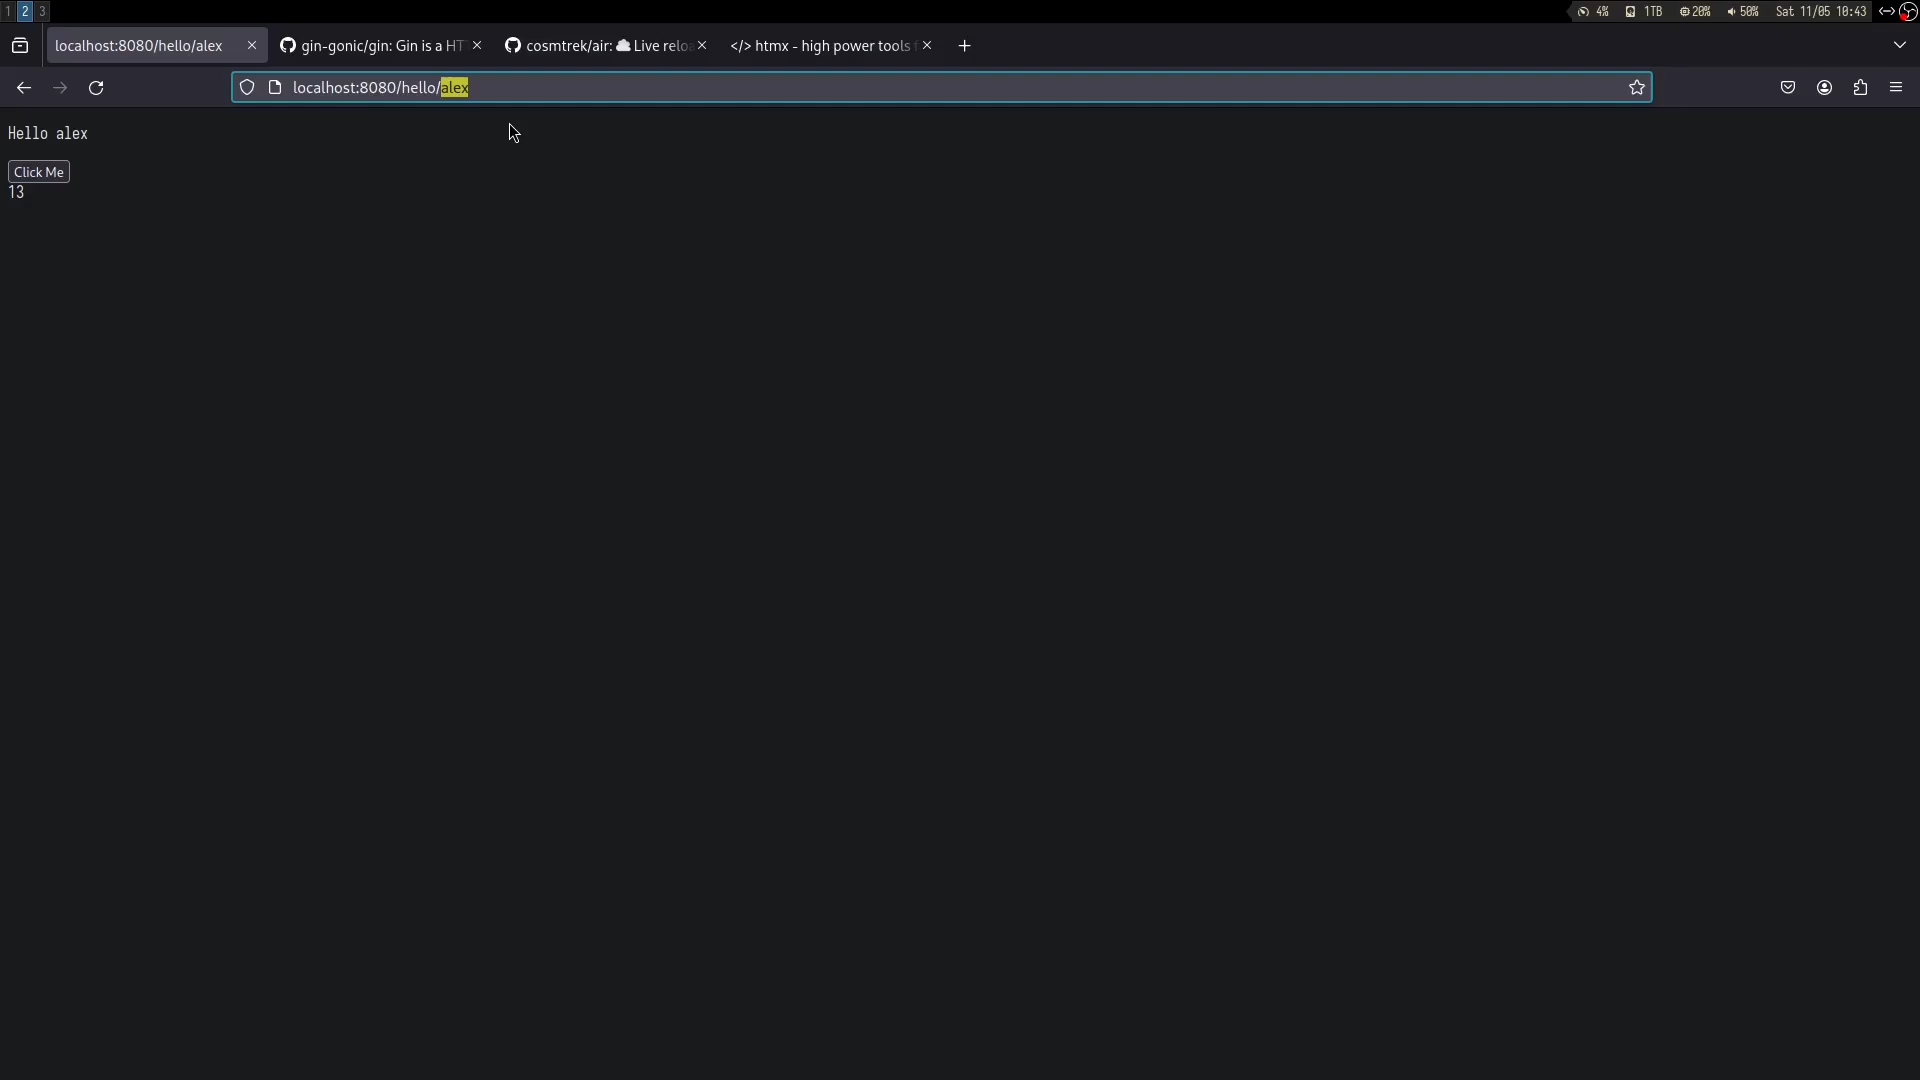 1 2 3 4% 1TB 20% 50% Sat 11/05 10:43
localhost:8080/hello/alex gin-gonic/gin: Gin is a HT cosmtrek/air: Live reloa </> htmx - high power tools
localhost:8080/hello/alex
Hello alex
Click Me
13